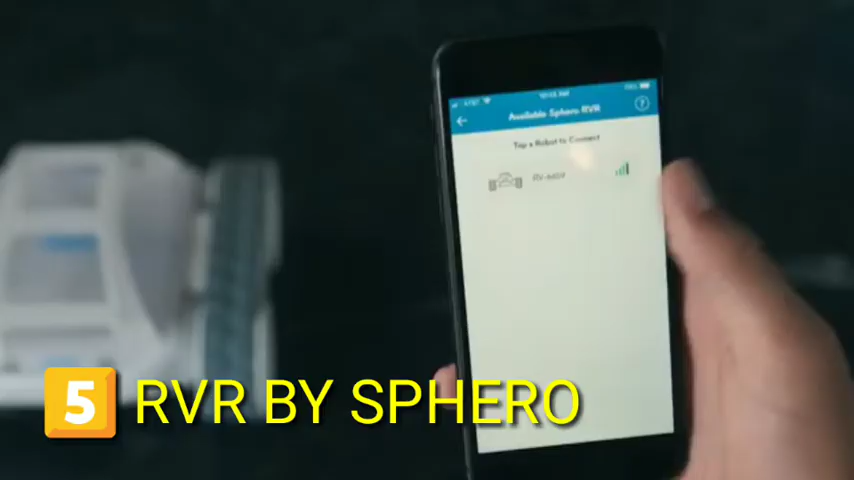 Available Sphero RVR
Tap a Robot to Connect
5 RVR BY SPHERO